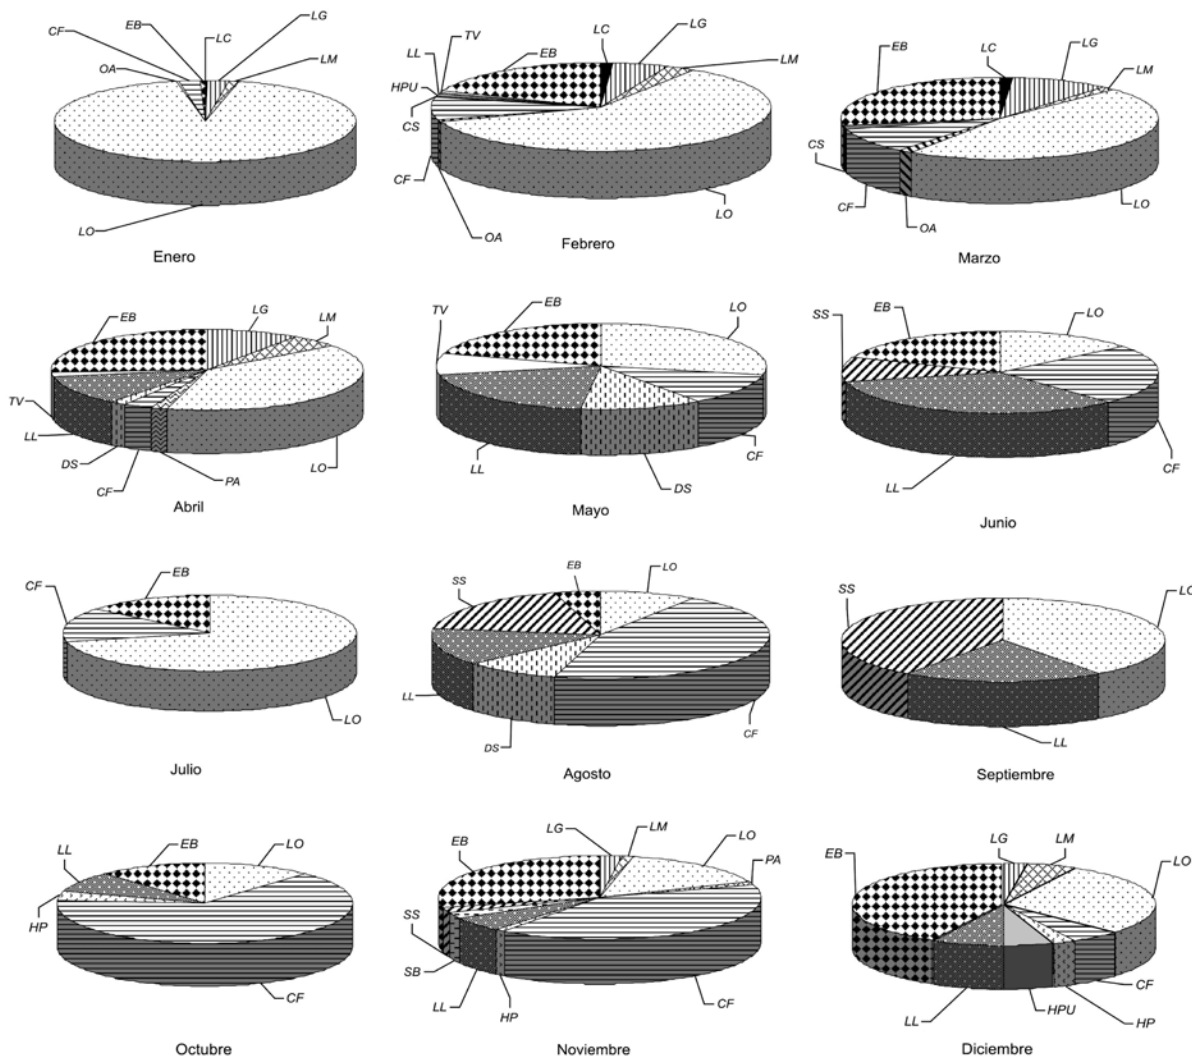 EB LC LG
CF
OA LM
LO
Enero
TV
LL EB LC LG
LM
HPU
CS
CF
OA
LO
Febrero
EB LC LG
LM
CS
CF
OA
LO
Marzo
EB LG LM
TV
LL
DS
CF
PA
LO
Abril
TV EB LO
LL
DS
CF
Mayo
SS EB LO
LL
CF
Junio
CF EB
LO
Julio
SS EB LO
LL
DS
CF
Agosto
SS LO
LL
Septiembre
LL EB LO
HP
CF
Octubre
EB LG LM LO
PA
SS
SB
LL
HP
CF
Noviembre
EB LG LM LO
LL
HPU
HP
CF
Diciembre